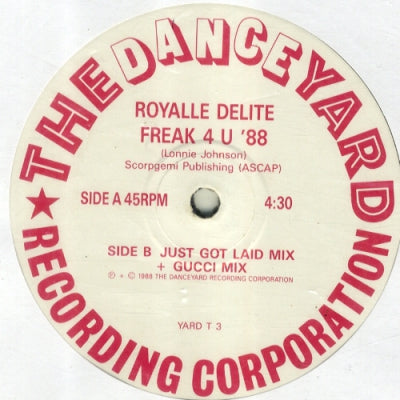 THE DANCEYARD
RECORDING CORPORATION
ROYALLE DELITE
FREAK 4 U '88
(Lonnie Johnson)
Scorpgemi Publishing (ASCAP)
SIDE A 45RPM 4:30
SIDE B JUST GOT LAID MIX
+ GUCCI MIX
℗ + © 1988 THE DANCEYARD RECORDING CORPORATION
YARD T 3